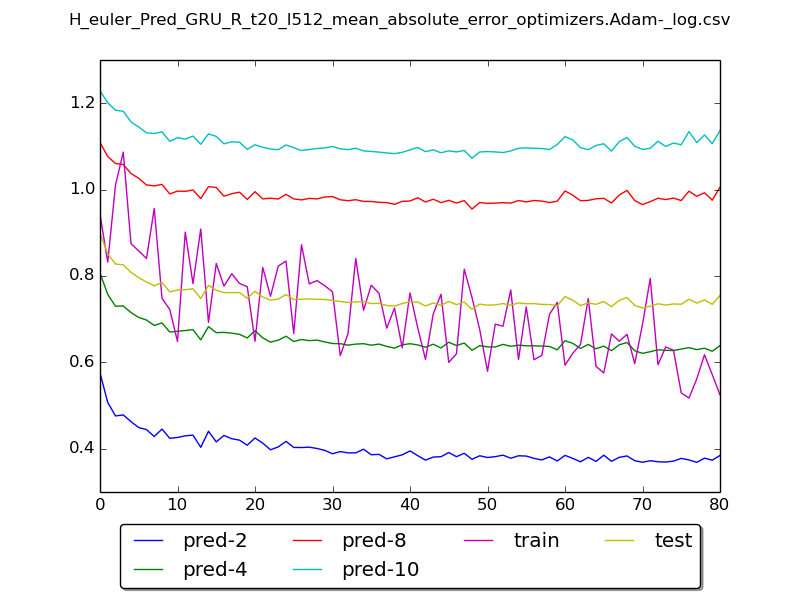 H_euler_Pred_GRU_R_t20_l512_mean_absolute_error_optimizers.Adam-_log.csv
1.2
1.0
0.8
0.6
0.4
0 10 20 30 40 50 60 70 80
pred-2 pred-8 train test
pred-4 pred-10